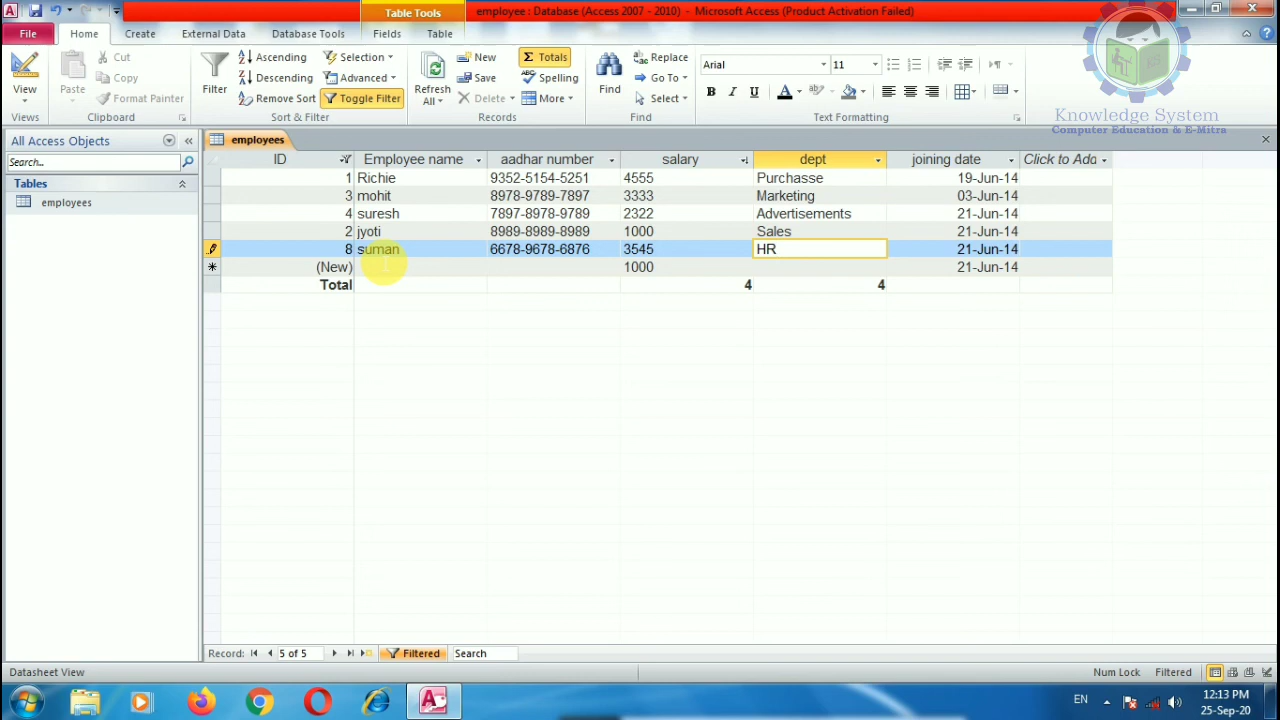 Table Tools
employee : Database (Access 2007 - 2010) - Microsoft Access (Product Activation Failed)
File Home Create External Data Database Tools Fields Table
View
Views
Paste
Cut
Copy
Format Painter
Clipboard
Filter
Ascending
Descending
Remove Sort
Selection
Advanced
Toggle Filter
Sort & Filter
Refresh
All
New
Save
Delete
Totals
Spelling
More
Records
Find
Replace
Go To
Select
Find
Arial 11
B I U A
Text Formatting
Knowledge System
Computer Education & E-Mitra
All Access Objects
Search...
Tables
employees
employees
ID Employee name aadhar number salary dept joining date Click to Add
1 Richie 9352-5154-5251 4555 Purchasse 19-Jun-14
3 mohit 8978-9789-7897 3333 Marketing 03-Jun-14
4 suresh 7897-8978-9789 2322 Advertisements 21-Jun-14
2 jyoti 8989-8989-8989 1000 Sales 21-Jun-14
8 suman 6678-9678-6876 3545 HR 21-Jun-14
(New) 1000 21-Jun-14
Total 4 4
Record: 5 of 5 Filtered Search
Datasheet View Num Lock Filtered
EN
12:13 PM
25-Sep-20